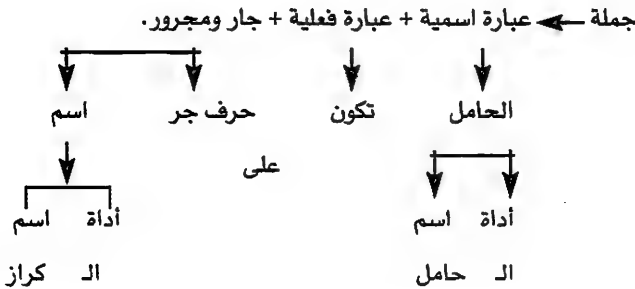 جملة ← عبارة اسمية + عبارة فعلية + جار ومجرور.
الحامل تكون حرف جر اسم
على
أداة اسم أداة اسم
الـ حامل الـ كراز